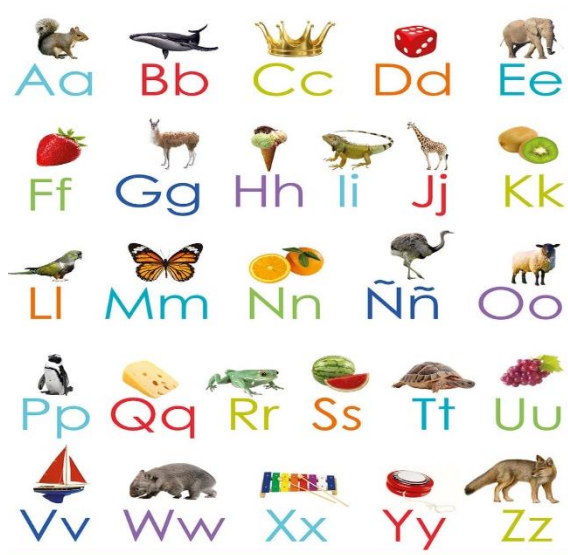 Aa Bb Cc Dd Ee
Ff Gg Hh Ii Jj Kk
Ll Mm Nn Ññ Oo
Pp Qq Rr Ss Tt Uu
Vv Ww Xx Yy Zz